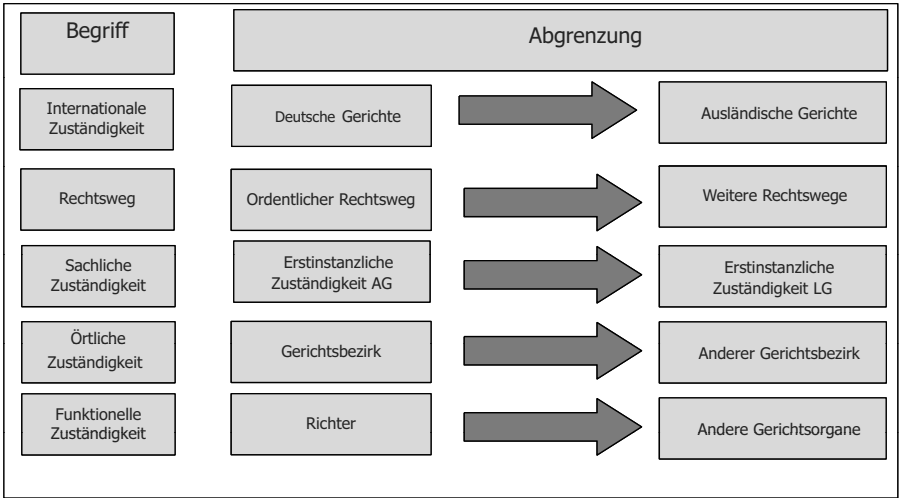 Begriff
Abgrenzung
Internationale
Zuständigkeit
Deutsche Gerichte
Ausländische Gerichte
Rechtsweg
Ordentlicher Rechtsweg
Weitere Rechtswege
Sachliche
Zuständigkeit
Erstinstanzliche
Zuständigkeit AG
Erstinstanzliche
Zuständigkeit LG
Örtliche
Zuständigkeit
Gerichtsbezirk
Anderer Gerichtsbezirk
Funktionelle
Zuständigkeit
Richter
Andere Gerichtsorgane